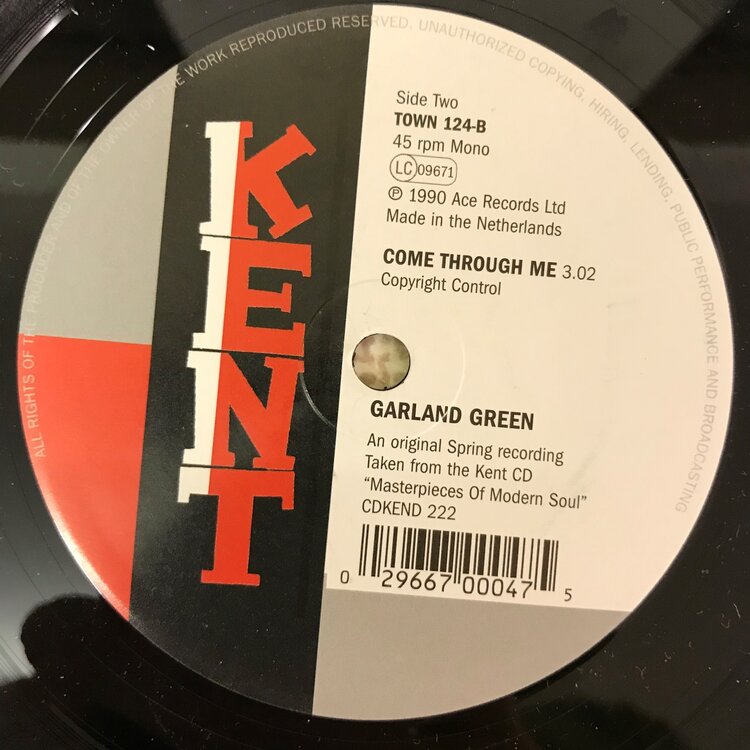 ALL RIGHTS OF THE PRODUCER AND OF THE OWNER OF THE WORK REPRODUCED RESERVED. UNAUTHORIZED COPYING, HIRING, LENDING, PUBLIC PERFORMANCE AND BROADCASTING
KENT
Side Two
TOWN 124-B
45 rpm Mono
LC 09671
℗ 1990 Ace Records Ltd
Made in the Netherlands
COME THROUGH ME 3.02
Copyright Control
GARLAND GREEN
An original Spring recording
Taken from the Kent CD
“Masterpieces Of Modern Soul”
CDKEND 222
0 29667 00047 5